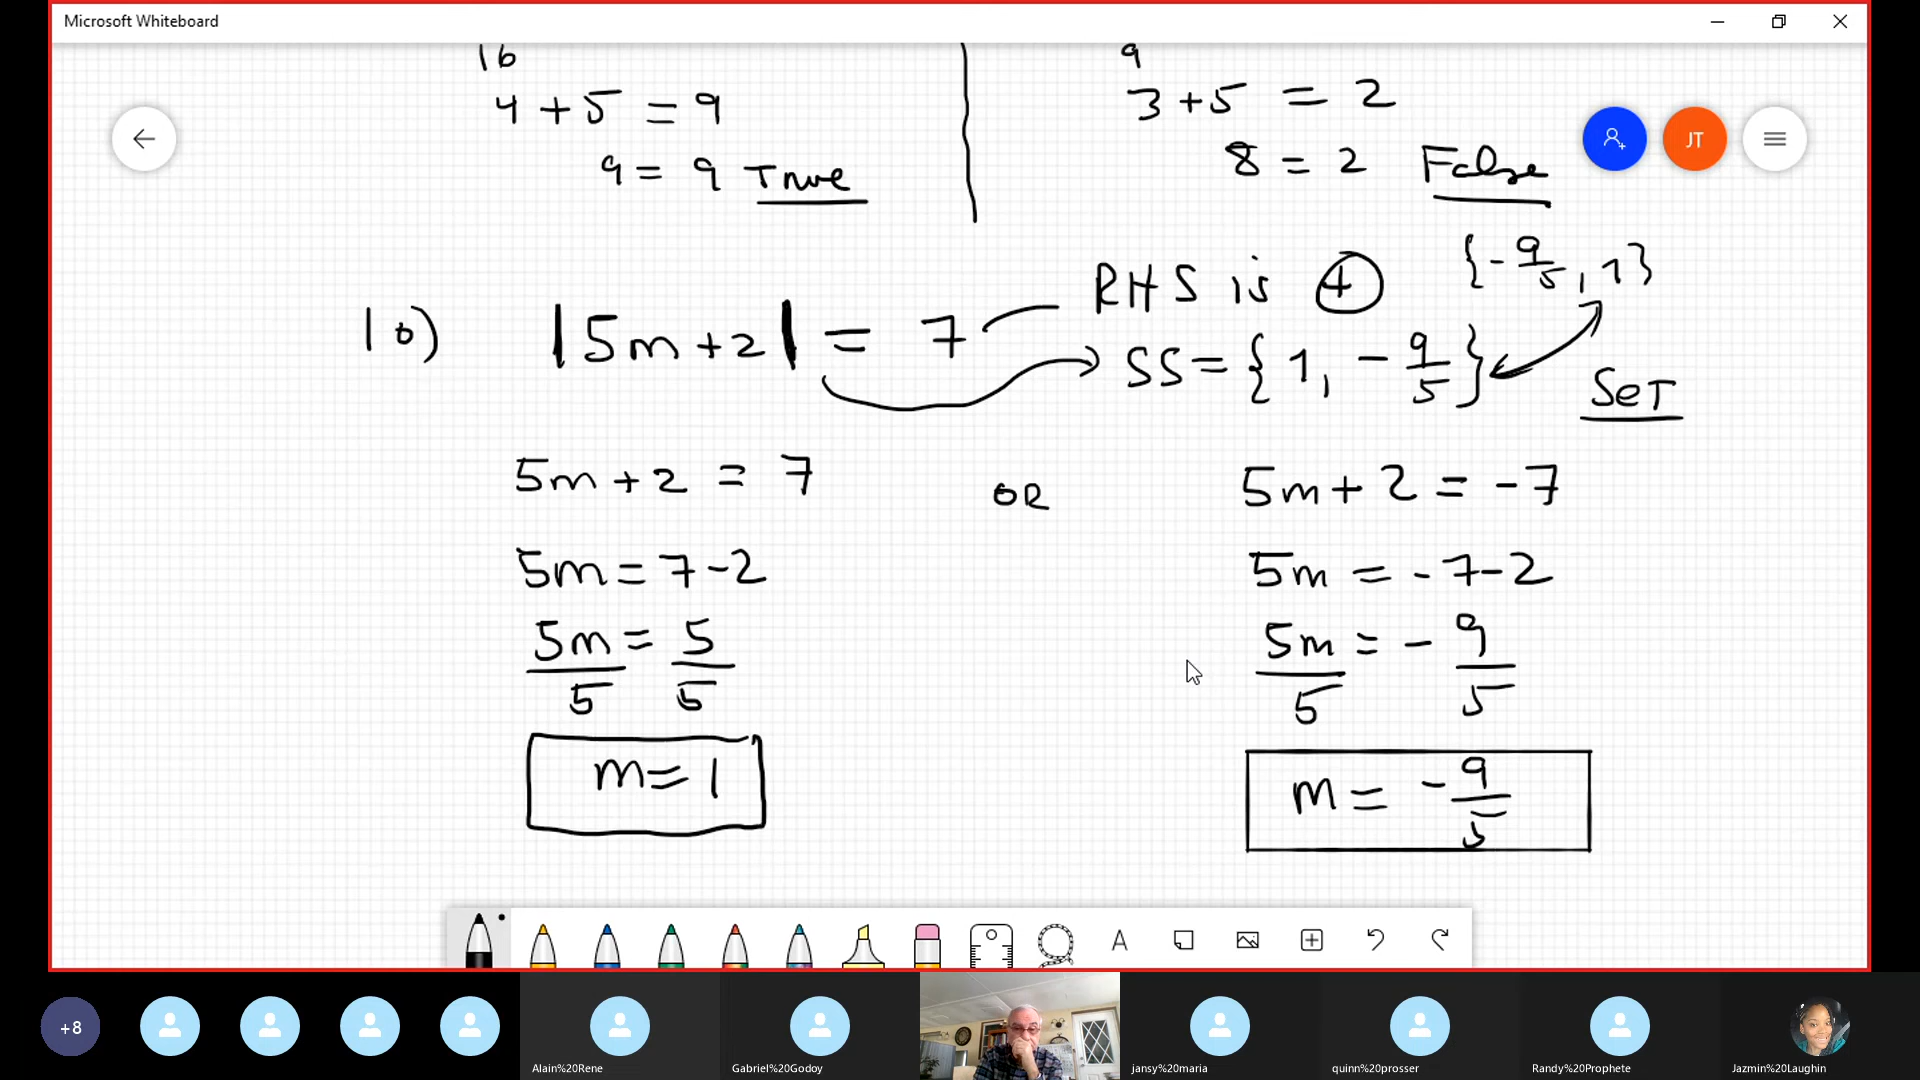 Microsoft Whiteboard
16
4 + 5 = 9
9 = 9 True
9
3 + 5 = 2
8 = 2 False
JT
10) |5m+2| = 7
RHS is +
{-9/5, 1}
SS = {1, -9/5}
SeT
5m + 2 = 7
OR
5m + 2 = -7
5m = 7-2
5m = -7-2
5m/5 = 5/5
5m/5 = -9/5
m = 1
m = -9/5
A
+8
Alain%20Rene
Gabriel%20Godoy
jansy%20maria
quinn%20prosser
Randy%20Prophete
Jazmin%20Laughin